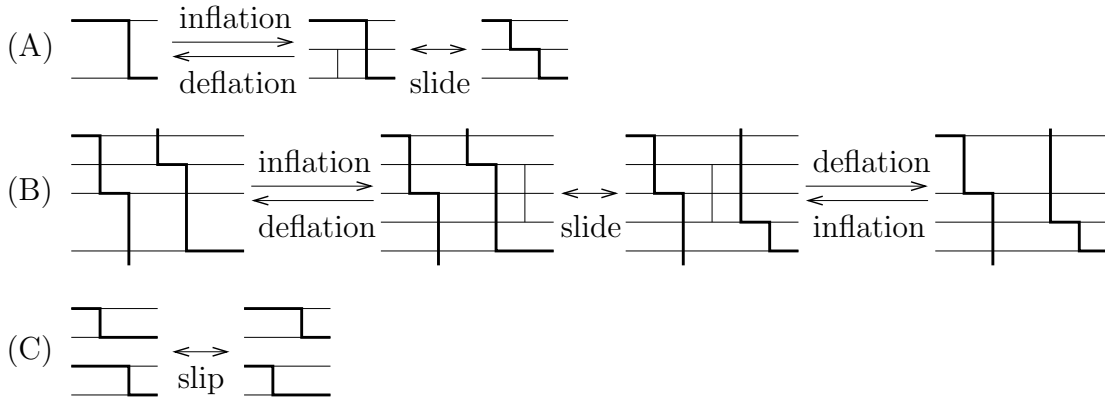 (A) inflation
deflation slide
(B) inflation deflation
deflation slide inflation
(C) slip